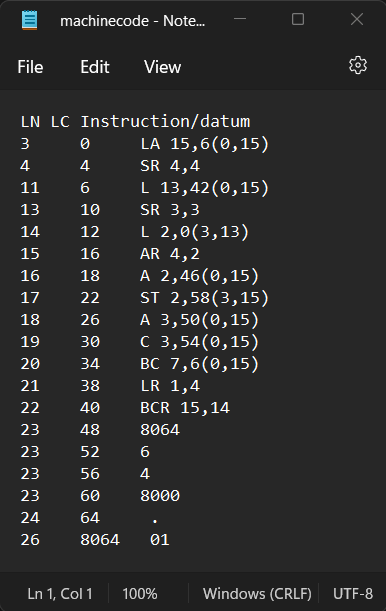 machinecode - Note...
File Edit View
LN LC Instruction/datum
3 0 LA 15,6(0,15)
4 4 SR 4,4
11 6 L 13,42(0,15)
13 10 SR 3,3
14 12 L 2,0(3,13)
15 16 AR 4,2
16 18 A 2,46(0,15)
17 22 ST 2,58(3,15)
18 26 A 3,50(0,15)
19 30 C 3,54(0,15)
20 34 BC 7,6(0,15)
21 38 LR 1,4
22 40 BCR 15,14
23 48 8064
23 52 6
23 56 4
23 60 8000
24 64 .
26 8064 01
Ln 1, Col 1 100% Windows (CRLF) UTF-8